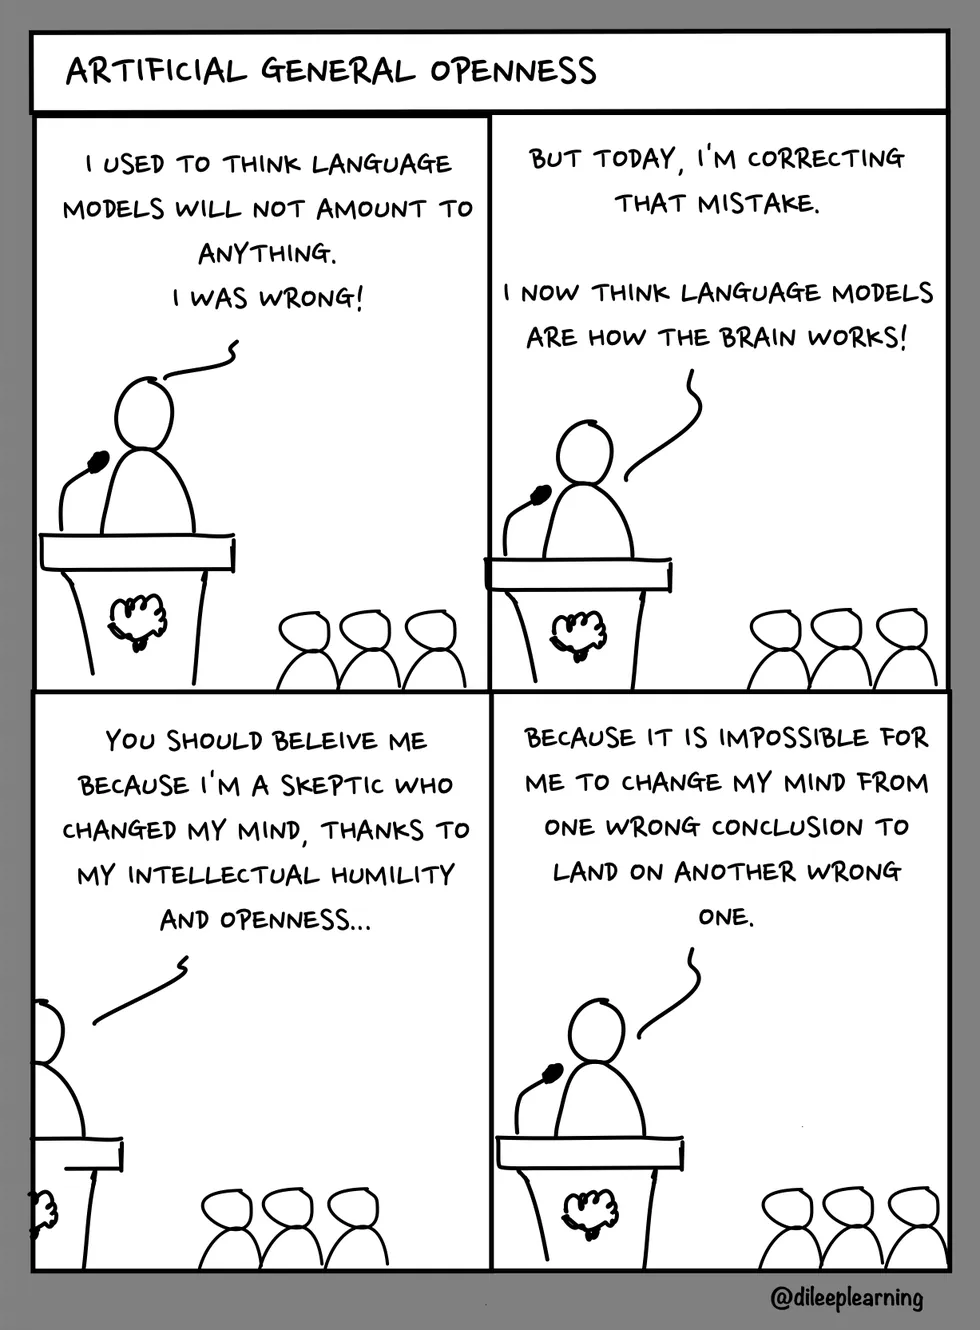 ARTIFICIAL GENERAL OPENNESS
I USED TO THINK LANGUAGE
MODELS WILL NOT AMOUNT TO
ANYTHING.
I WAS WRONG!
BUT TODAY, I'M CORRECTING
THAT MISTAKE.
I NOW THINK LANGUAGE MODELS
ARE HOW THE BRAIN WORKS!
YOU SHOULD BELEIVE ME
BECAUSE I'M A SKEPTIC WHO
CHANGED MY MIND, THANKS TO
MY INTELLECTUAL HUMILITY
AND OPENNESS...
BECAUSE IT IS IMPOSSIBLE FOR
ME TO CHANGE MY MIND FROM
ONE WRONG CONCLUSION TO
LAND ON ANOTHER WRONG
ONE.
@dileeplearning